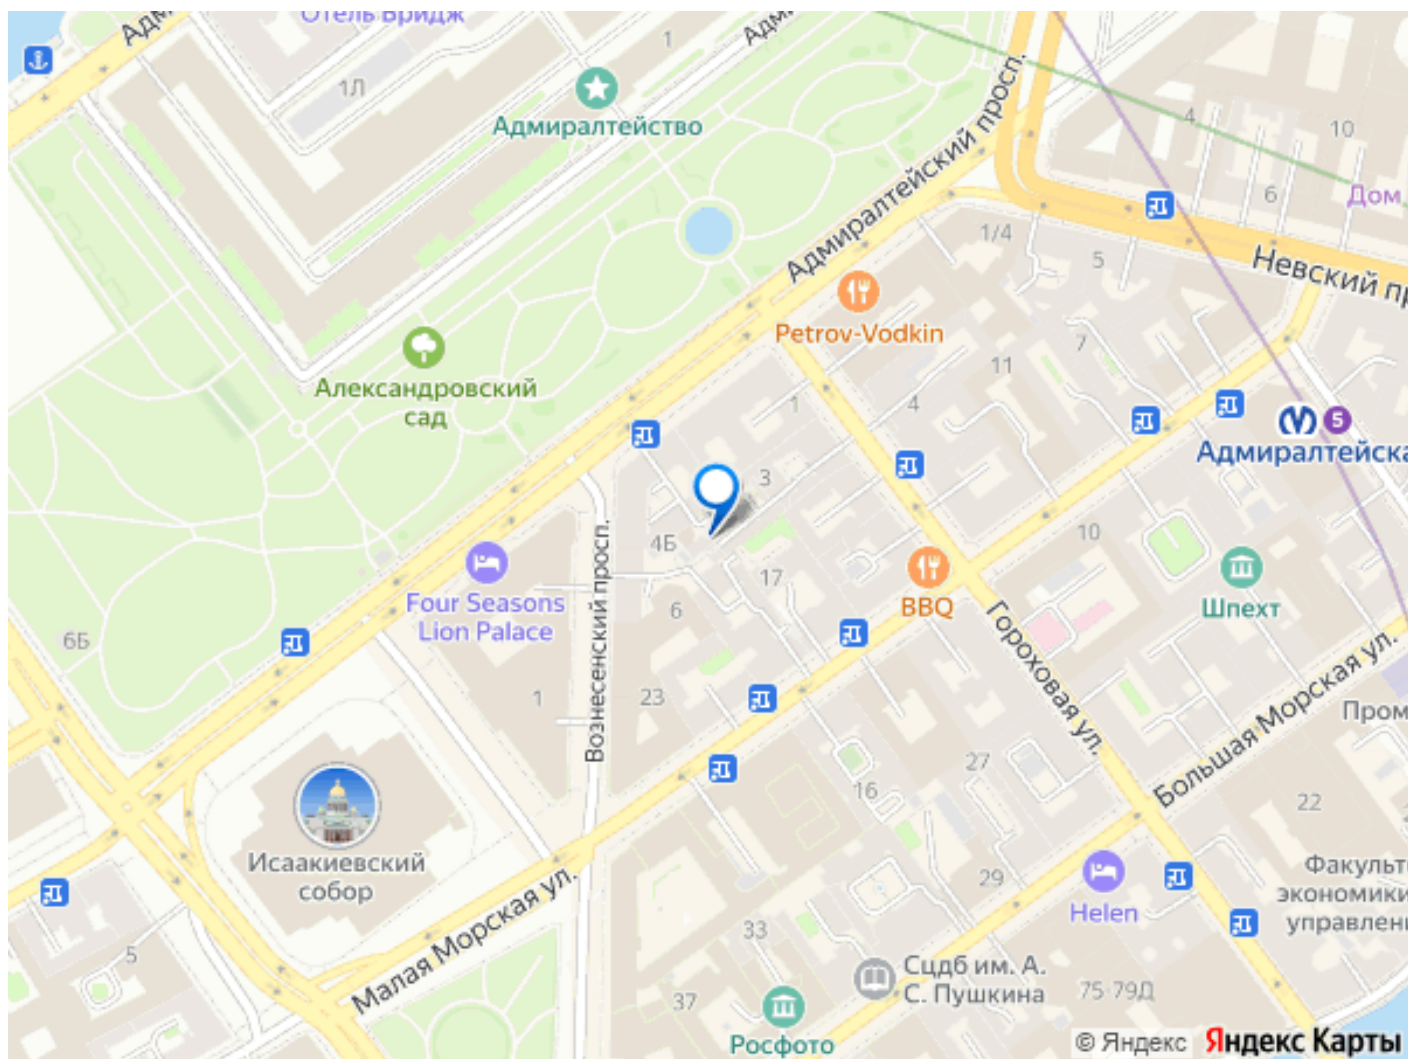 Отель Бридж
Адм
1
Адм
1Л
Адмиралтейство
Адмиралтейский просп.
4
10
6
Дом
1/4
5
Невский пр
Petrov-Vodkin
7
11
Александровский
сад
1
4
5
Адмиралтейска
3
4Б
10
17
Four Seasons
Lion Palace
BBQ
Шпехт
6
6Б
Вознесенский просп.
Гороховая ул.
23
1
Большая Морская ул.
Пром
27
16
22
Исаакиевский
собор
Факульт
экономики
управлени
29
Helen
Малая Морская ул.
33
5
Сцдб им. А.
С. Пушкина
75-79Д
37
Росфото
© Яндекс Яндекс Карты